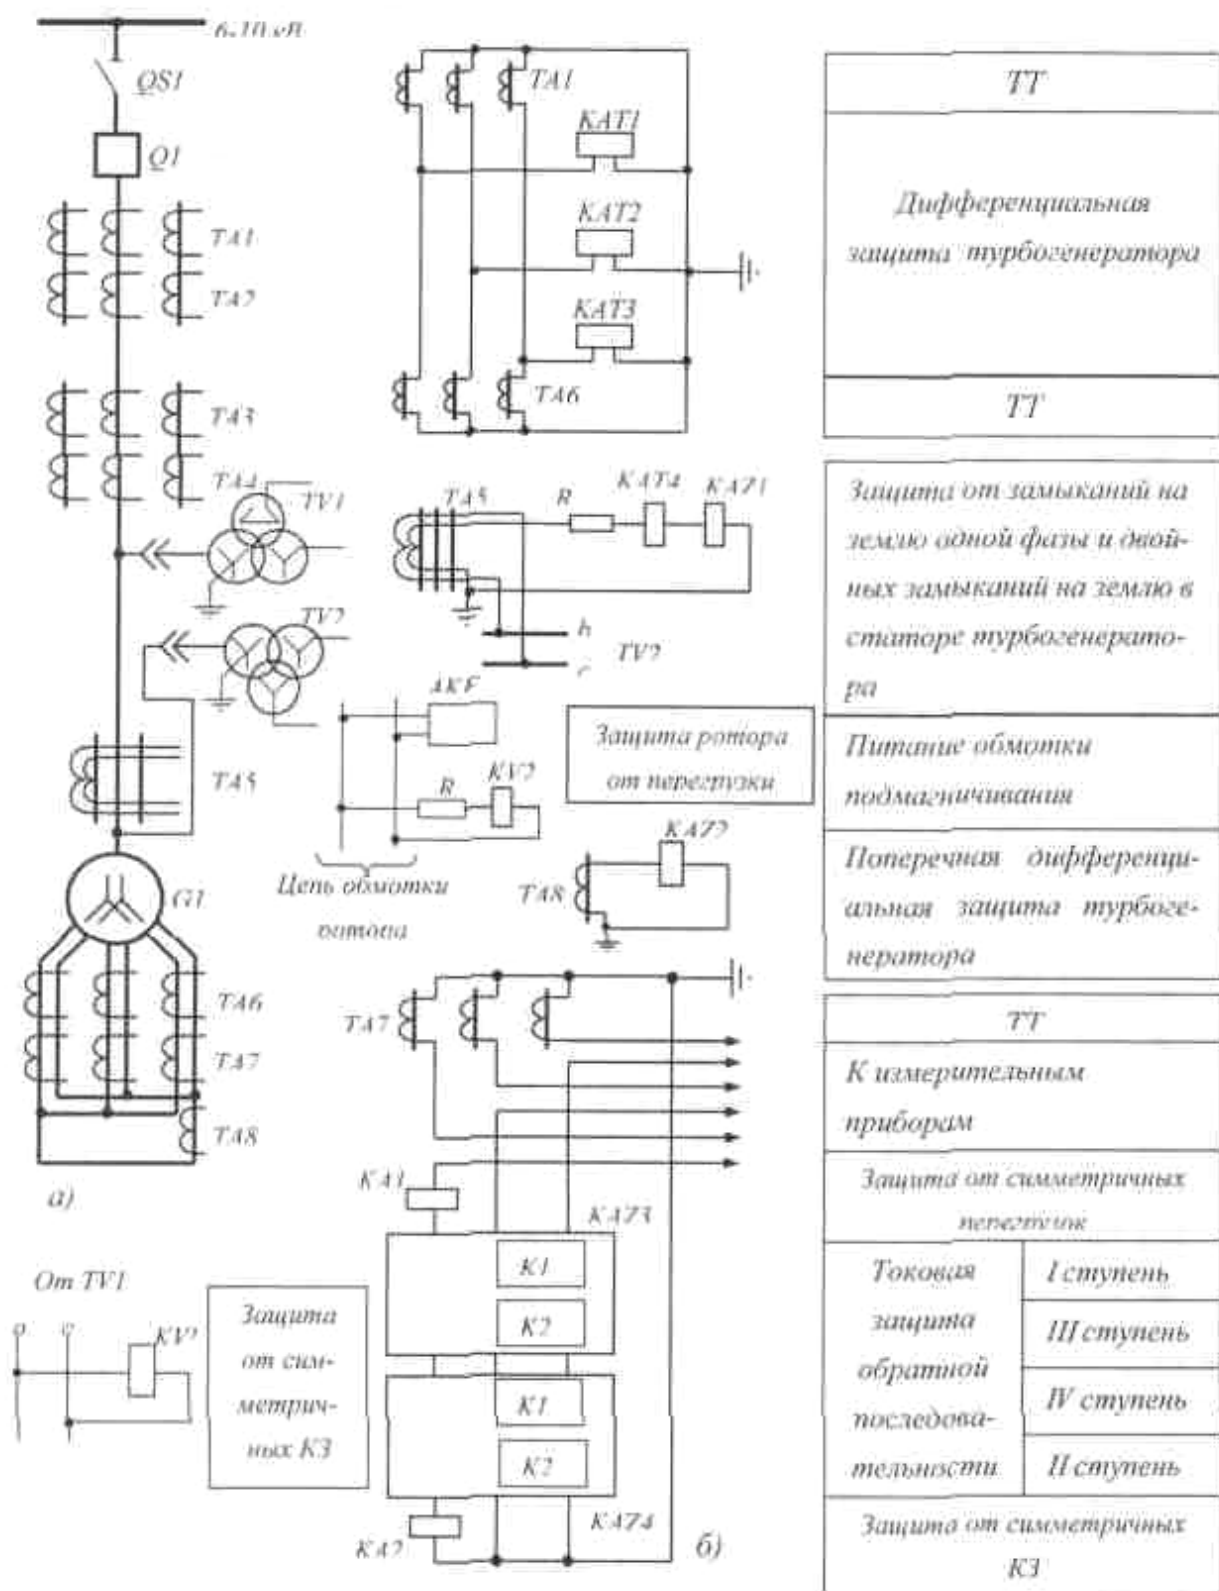 6-10 кВ
QS1
Q1
TA1
TA2
TA3
TA4
TV1
TV2
TA5
G1
TA6
TA7
TA8
а)
TA1
KAT1
KAT2
KAT3
TA6
TA5
R
KAT4
KAZ1
TV2
R
KV2
Цепь обмотки
ротора
Защита ротора
от перегрузки
KAZ2
TA8
TA7
KA1
KAZ3
K1
K2
K1
K2
KAZ4
KA2
б)
От TV1
Защита
от сим-
метрич-
ных КЗ
ТТ
Дифференциальная
защита турбогенератора
ТТ
Защита от замыканий на
землю одной фазы и двой-
ных замыканий на землю в
статоре турбогенерато-
ра
Питание обмотки
подмагничивания
Поперечная дифференци-
альная защита турбоге-
нератора
ТТ
К измерительным
приборам
Защита от симметричных
перегрузок
Токовая
защита
обратной
последова-
тельности
I ступень
III ступень
IV ступень
II ступень
Защита от симметричных
КЗ